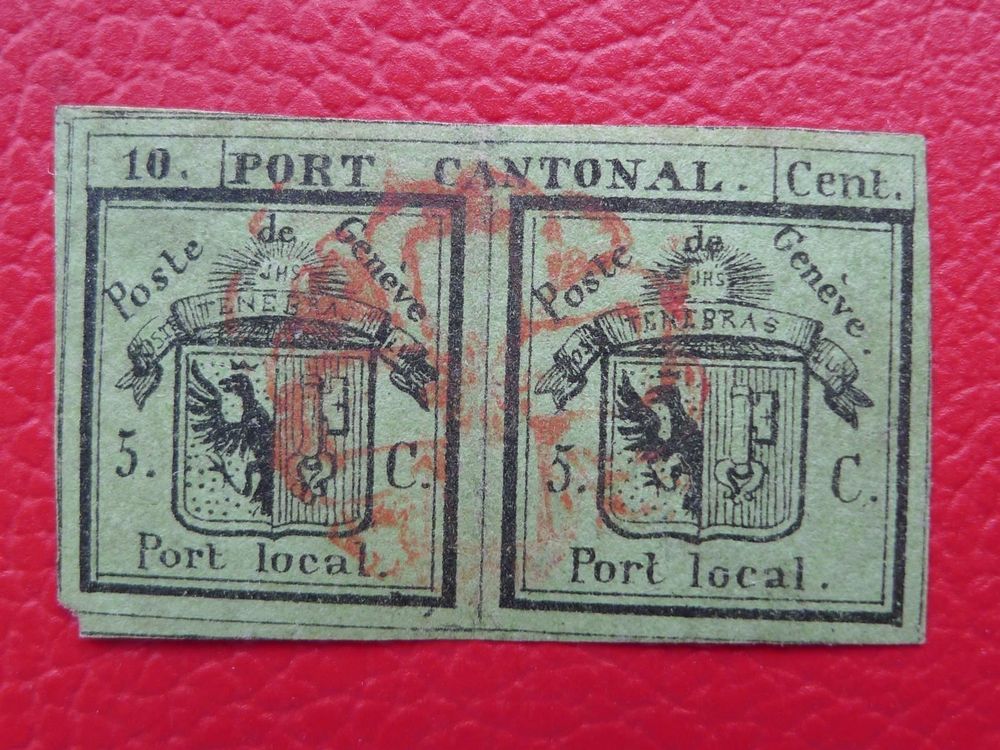 10. PORT CANTONAL. Cent.
Poste de Genève
JHS
TENEBRAS
5. C.
Port local.
Poste de Genève.
JHS
TENEBRAS
5. C.
Port local.